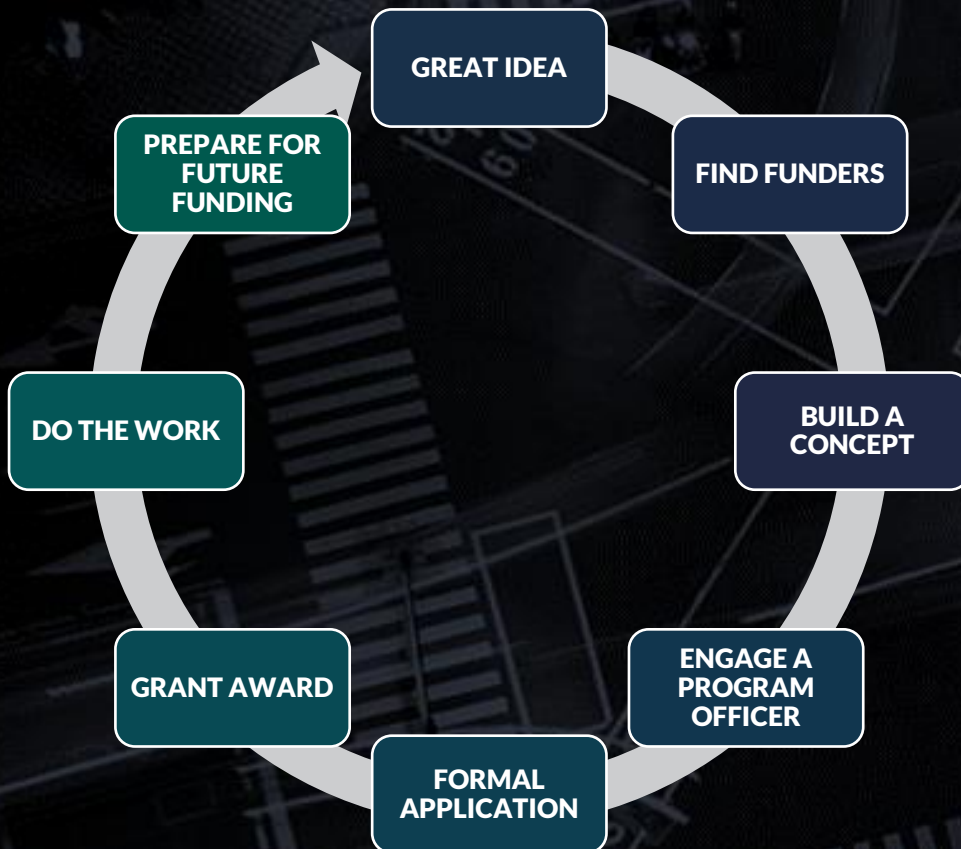 GREAT IDEA
FIND FUNDERS
BUILD A
CONCEPT
ENGAGE A
PROGRAM
OFFICER
FORMAL
APPLICATION
GRANT AWARD
DO THE WORK
PREPARE FOR
FUTURE
FUNDING
60